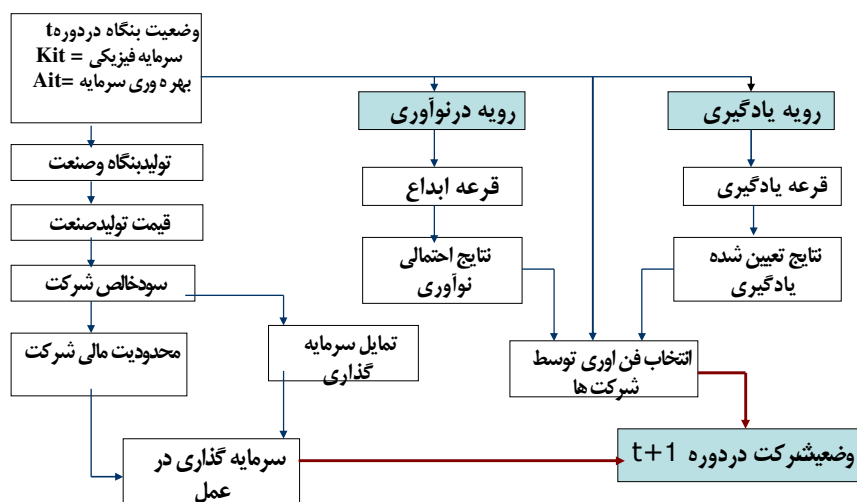 وضعیت بنگاه دردورهt
سرمایه فیزیکی = Kit
بهره وری سرمایه =Ait
رویه درنوآوری
رویه یادگیری
تولیدبنگاه وصنعت
قرعه ابداع
قرعه یادگیری
قیمت تولیدصنعت
نتایج احتمالی
نوآوری
نتایج تعیین شده
یادگیری
سودخالص شرکت
محدودیت مالی شرکت
تمایل سرمایه
گذاری
انتخاب فن اوری توسط
شرکت ها
سرمایه گذاری در
عمل
وضعیشرکت دردوره t+1